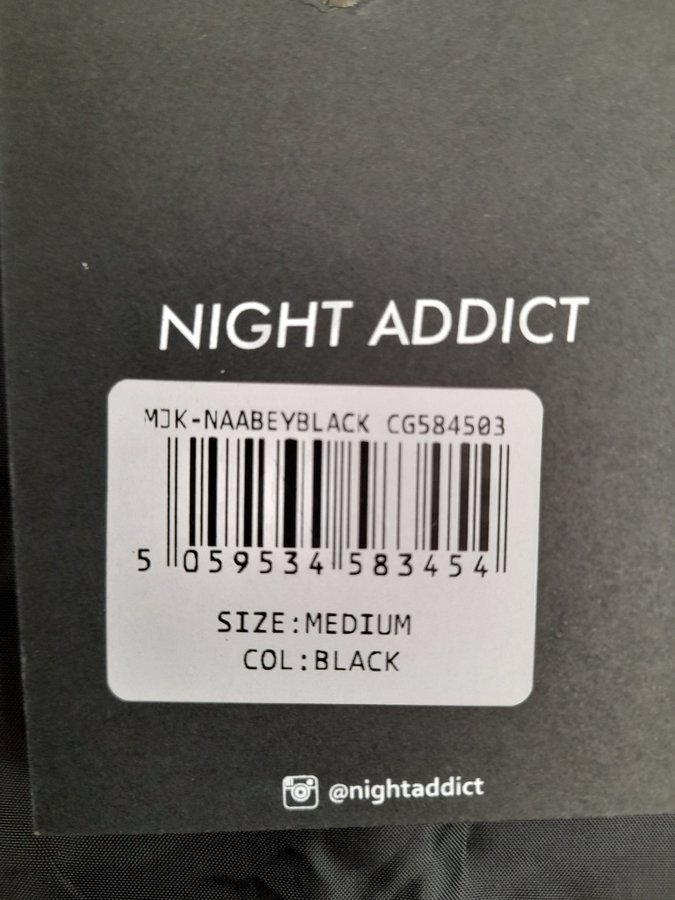 NIGHT ADDICT
MJK-NAABEYBLACK CG584503
5 059534 583454
SIZE:MEDIUM
COL:BLACK
@nightaddict